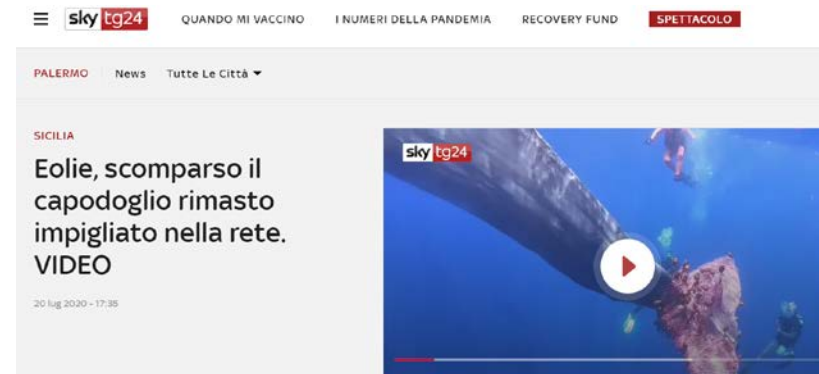 sky tg24 QUANDO MI VACCINO I NUMERI DELLA PANDEMIA RECOVERY FUND SPETTACOLO
PALERMO News Tutte Le Città
SICILIA
Eolie, scomparso il
capodoglio rimasto
impigliato nella rete.
VIDEO
20 lug 2020 - 17:35
sky tg24